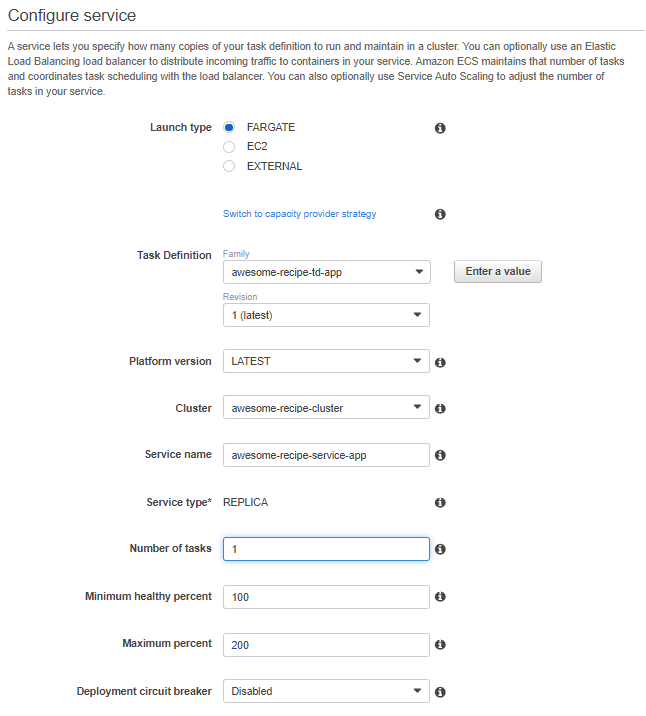 Configure service
A service lets you specify how many copies of your task definition to run and maintain in a cluster. You can optionally use an Elastic
Load Balancing load balancer to distribute incoming traffic to containers in your service. Amazon ECS maintains that number of tasks
and coordinates task scheduling with the load balancer. You can also optionally use Service Auto Scaling to adjust the number of
tasks in your service.
Launch type FARGATE
EC2
EXTERNAL
Switch to capacity provider strategy
Task Definition Family
awesome-recipe-td-app Enter a value
Revision
1 (latest)
Platform version LATEST
Cluster awesome-recipe-cluster
Service name awesome-recipe-service-app
Service type* REPLICA
Number of tasks 1
Minimum healthy percent 100
Maximum percent 200
Deployment circuit breaker Disabled